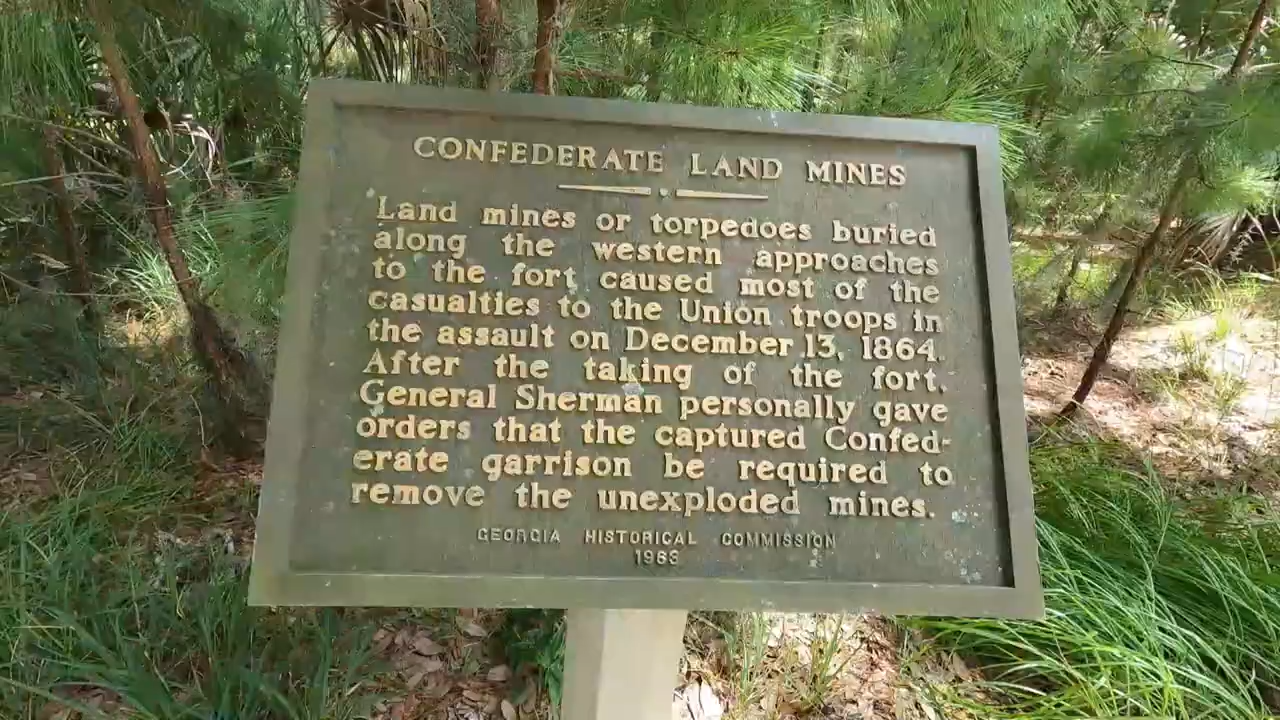 CONFEDERATE LAND MINES
Land mines or torpedoes buried
along the western approaches
to the fort caused most of the
casualties to the Union troops in
the assault on December 13, 1864.
After the taking of the fort,
General Sherman personally gave
orders that the captured Confed-
erate garrison be required to
remove the unexploded mines.
GEORGIA HISTORICAL COMMISSION
1963